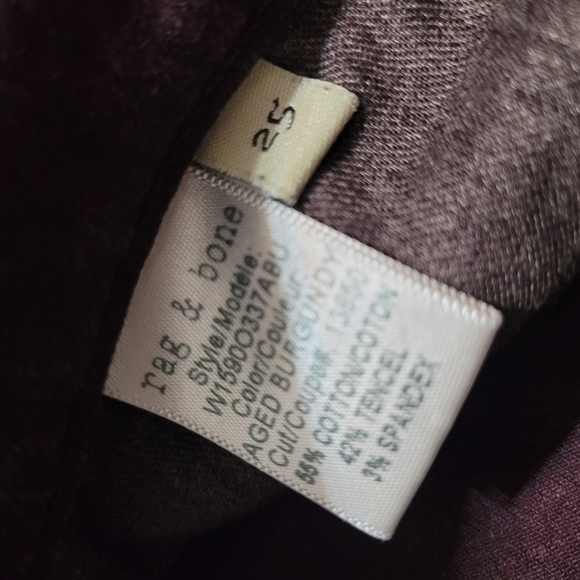 25
rag & bone
Style/Modele:
W1590O337ABU
Color/Couleur:
AGED BURGUNDY
Cut/Coupe: 13550
55% COTTON/COTON
42% TENCEL
3% SPANDEX